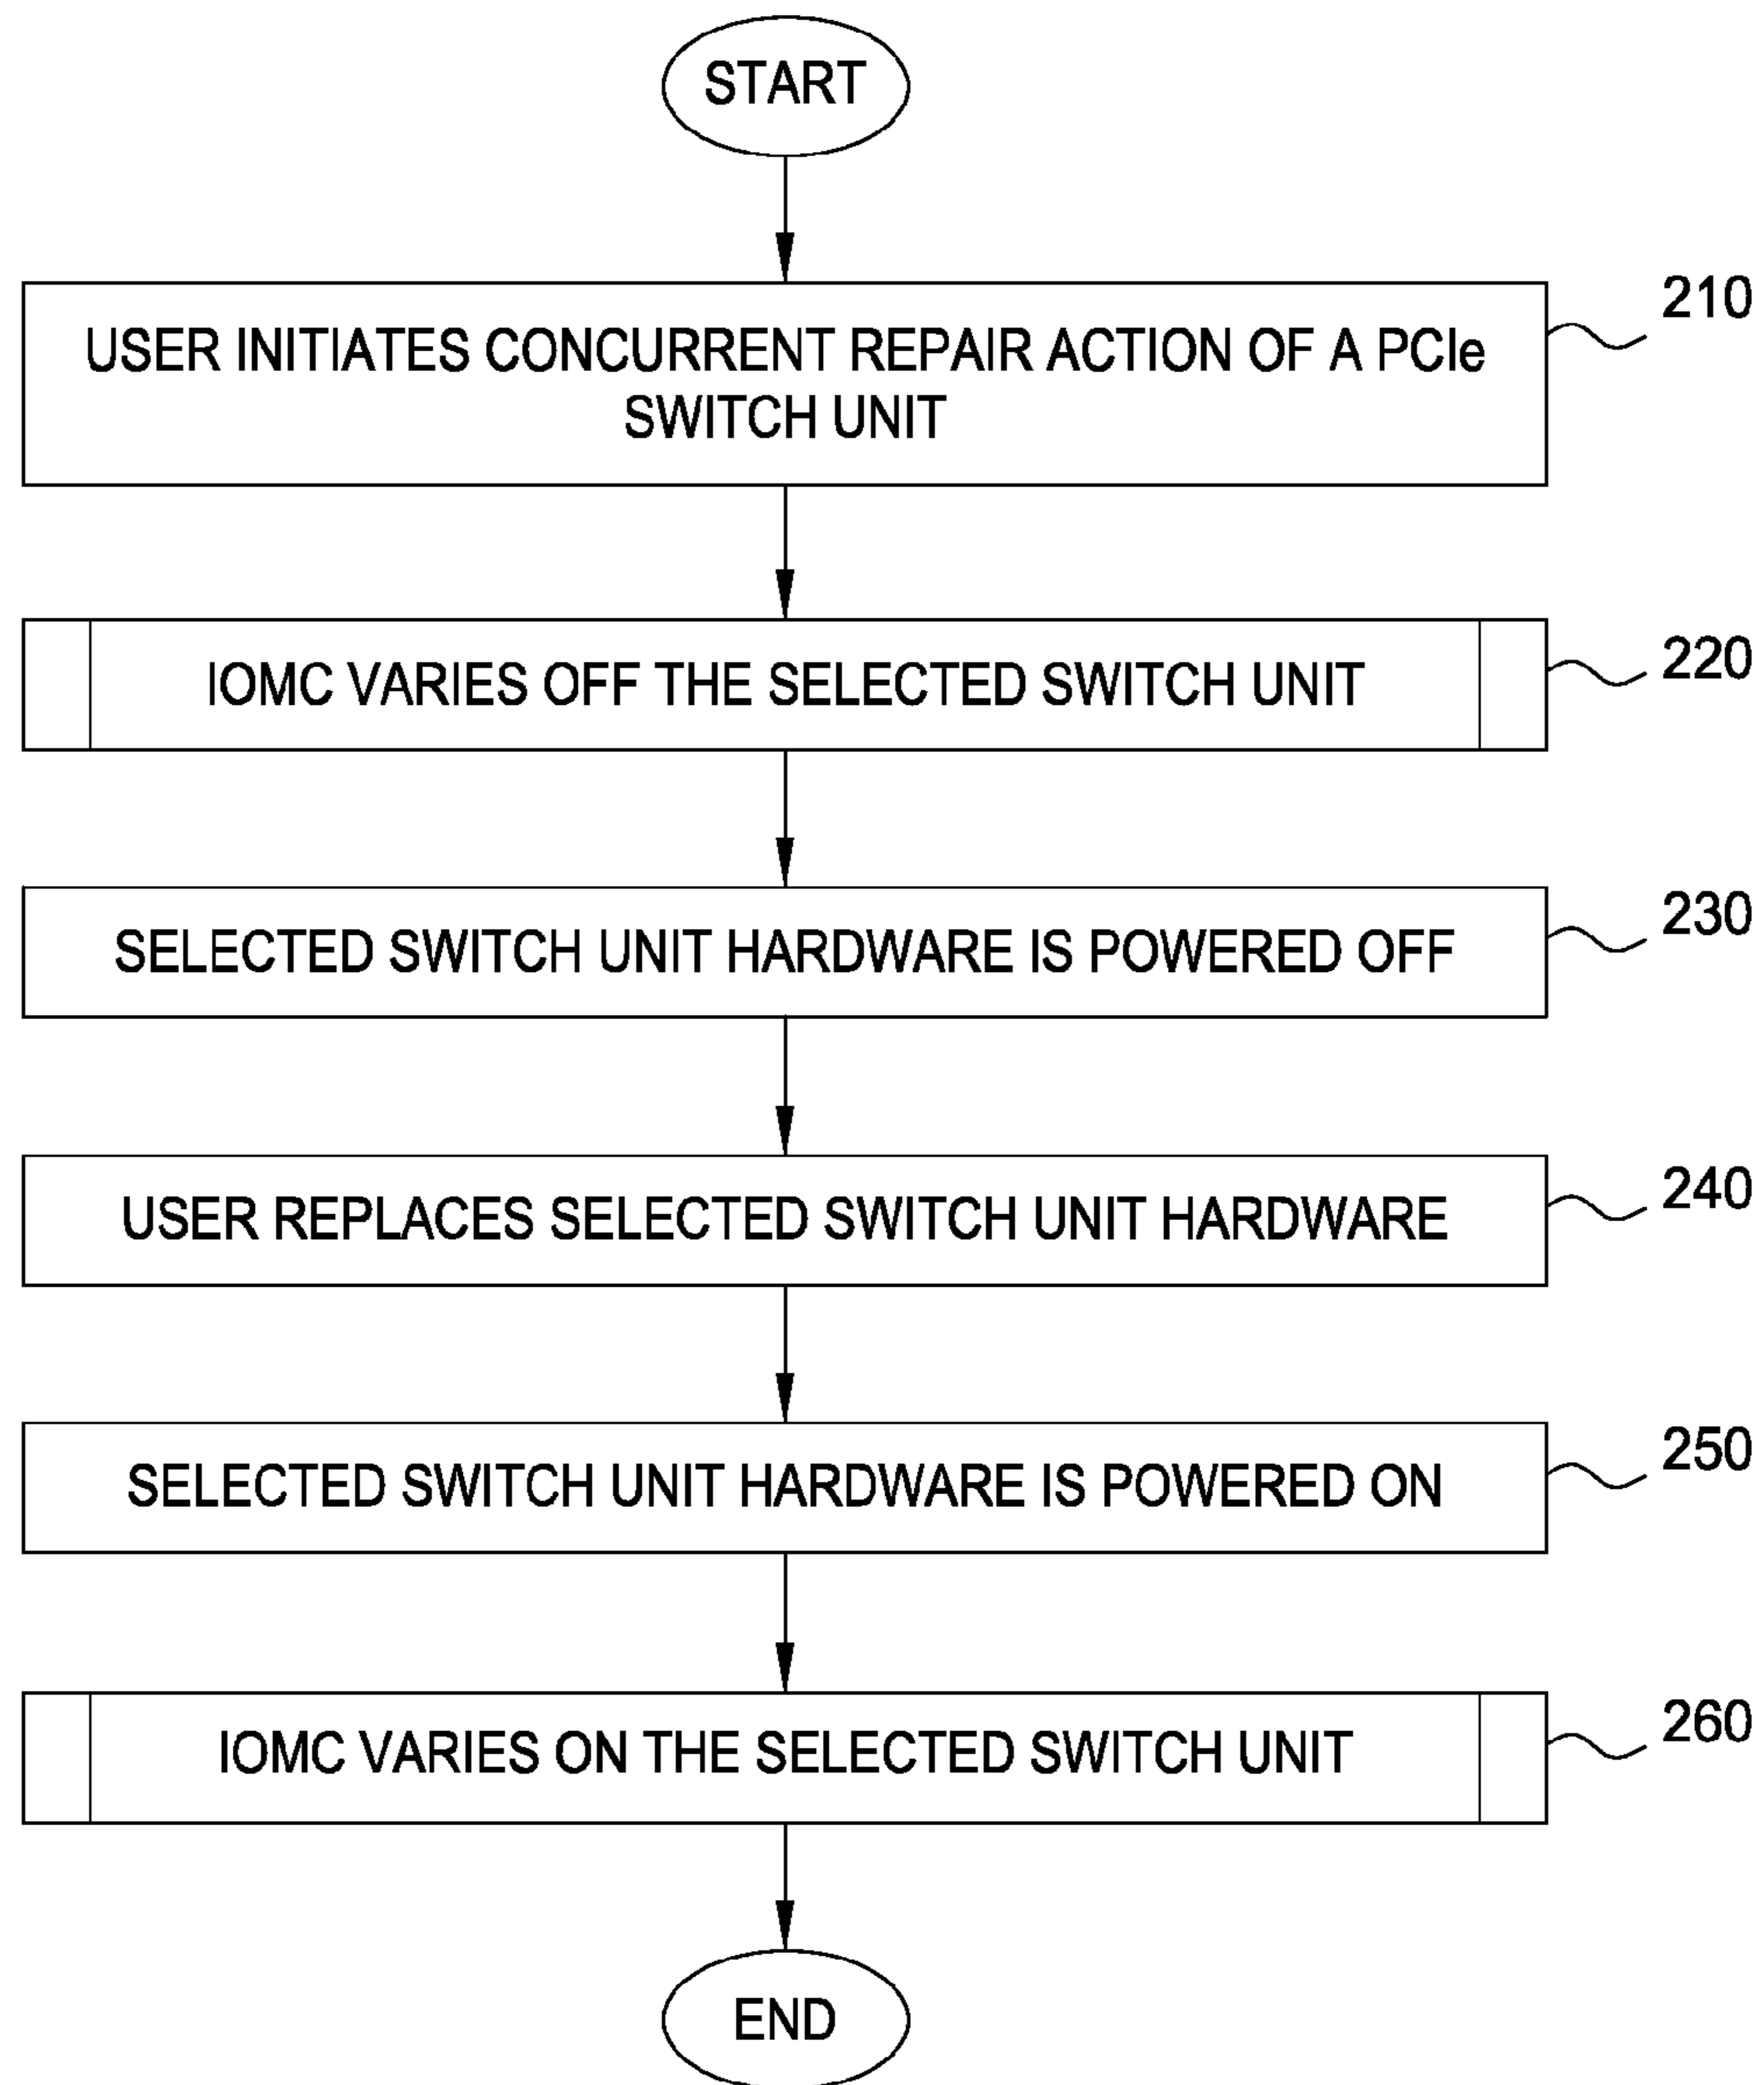 START
USER INITIATES CONCURRENT REPAIR ACTION OF A PCIe
SWITCH UNIT
210
IOMC VARIES OFF THE SELECTED SWITCH UNIT
220
SELECTED SWITCH UNIT HARDWARE IS POWERED OFF
230
USER REPLACES SELECTED SWITCH UNIT HARDWARE
240
SELECTED SWITCH UNIT HARDWARE IS POWERED ON
250
IOMC VARIES ON THE SELECTED SWITCH UNIT
260
END